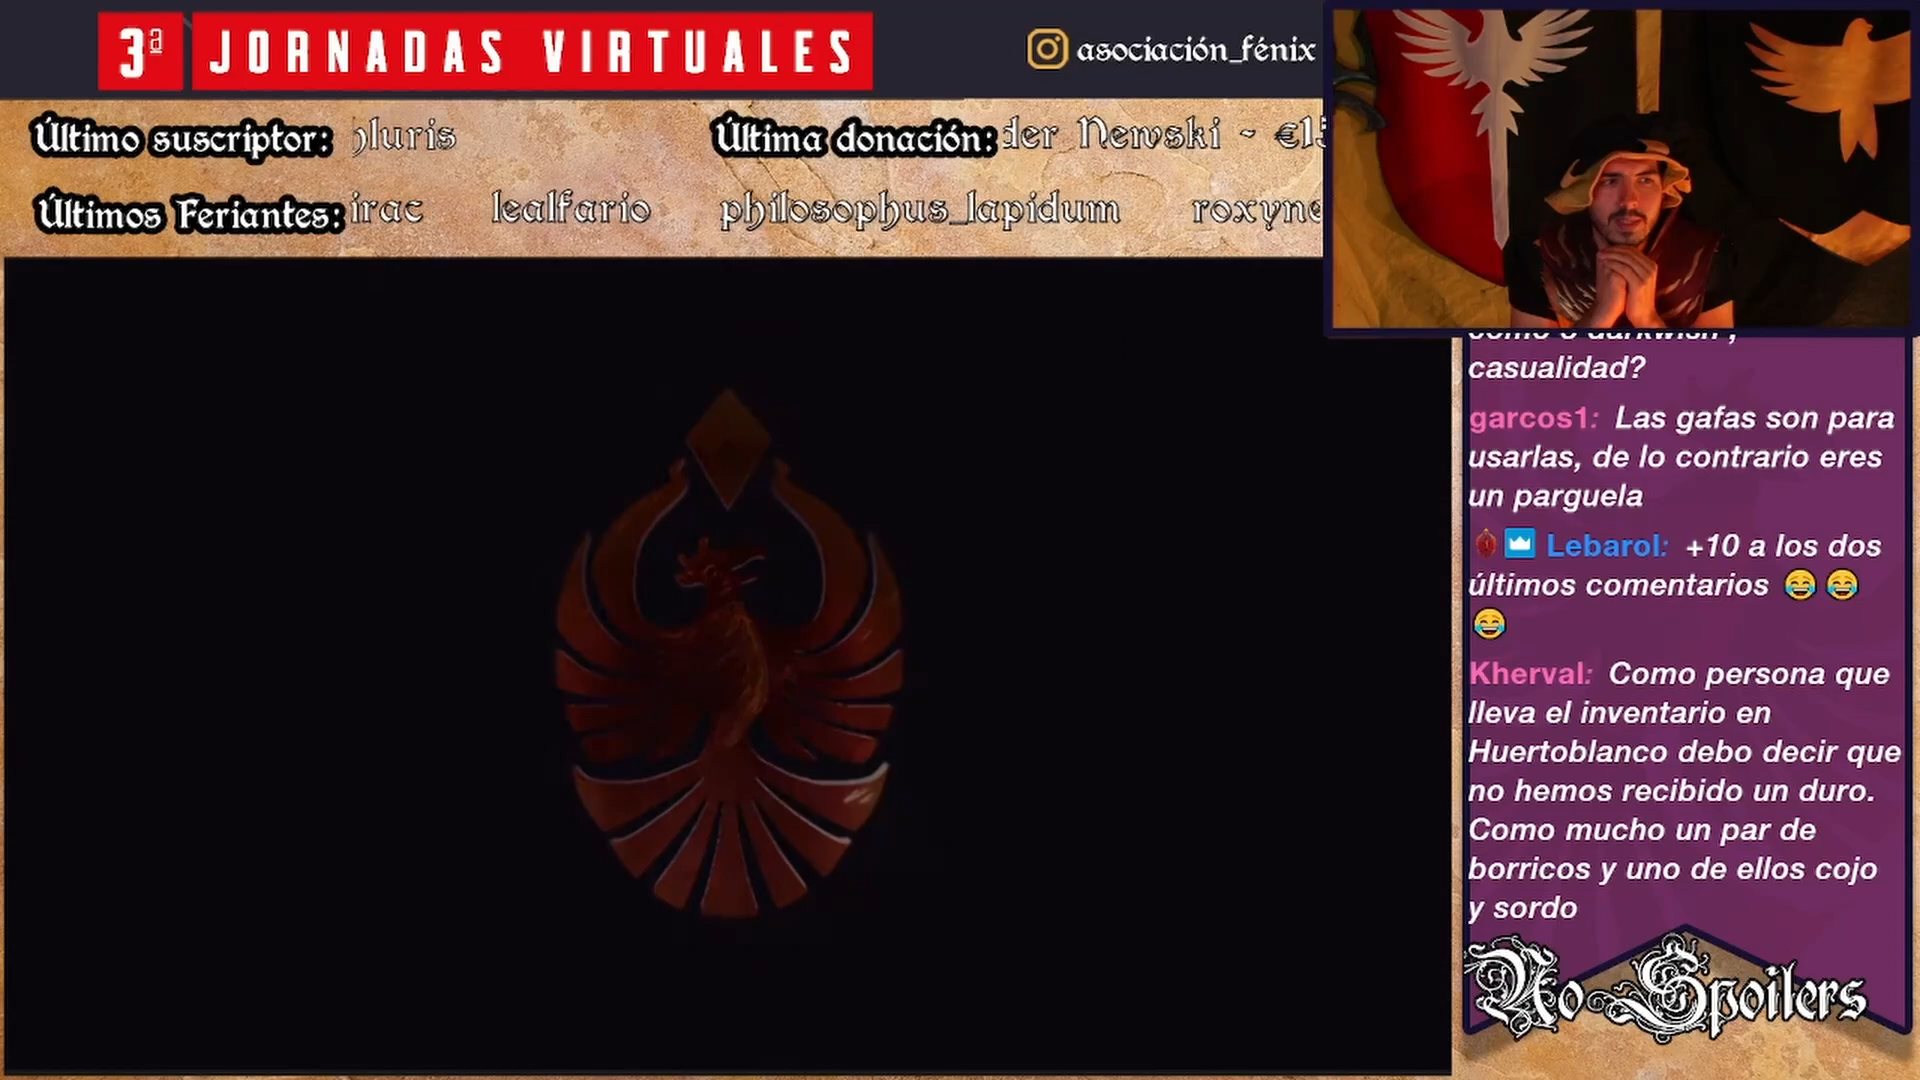 3ª JORNADAS VIRTUALES
asociación_fénix
Último suscriptor: pluris
Última donación: der Newski ~ €15
Últimos Feriantes: irac lealfario philosophus_lapidum roxyne
casualidad?
garcos1: Las gafas son para
usarlas, de lo contrario eres
un parguela
Lebarol: +10 a los dos
últimos comentarios 😂 😂
😂
Kherval: Como persona que
lleva el inventario en
Huertoblanco debo decir que
no hemos recibido un duro.
Como mucho un par de
borricos y uno de ellos cojo
y sordo
No Spoilers